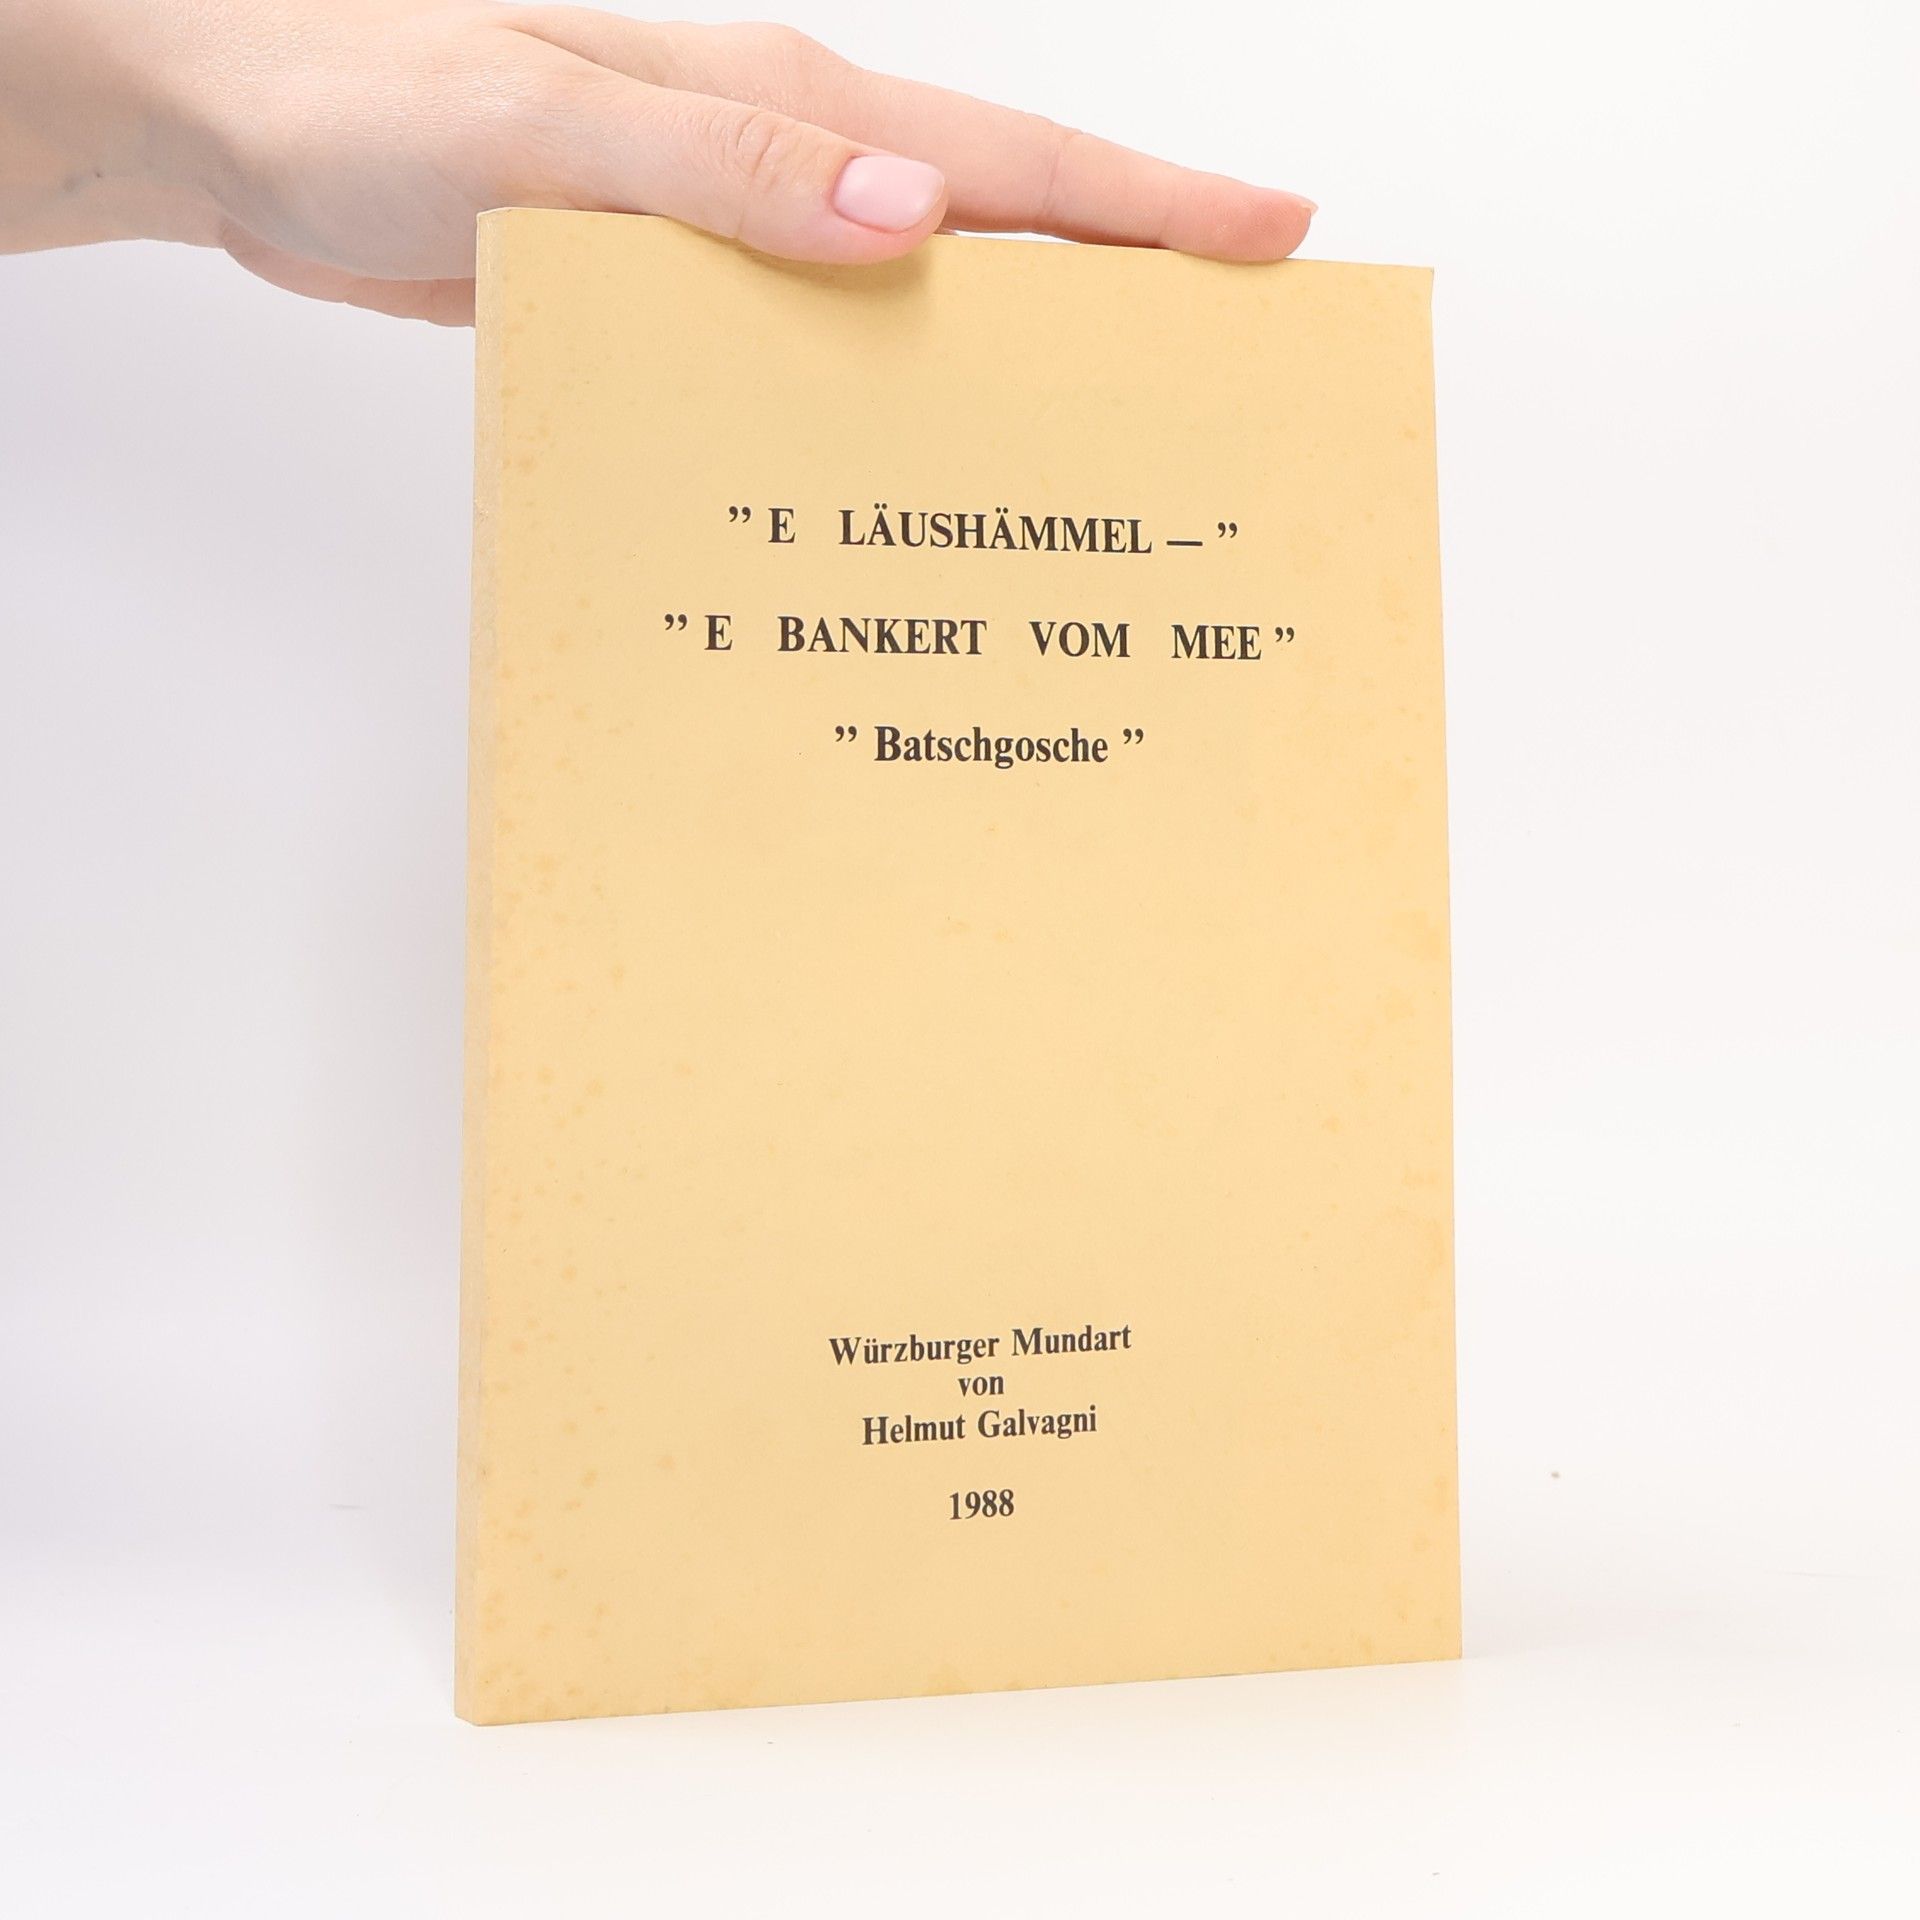 ” E LÄUSHÄMMEL — ”
” E BANKERT VOM MEE ”
” Batschgosche ”
Würzburger Mundart
von
Helmut Galvagni
1988